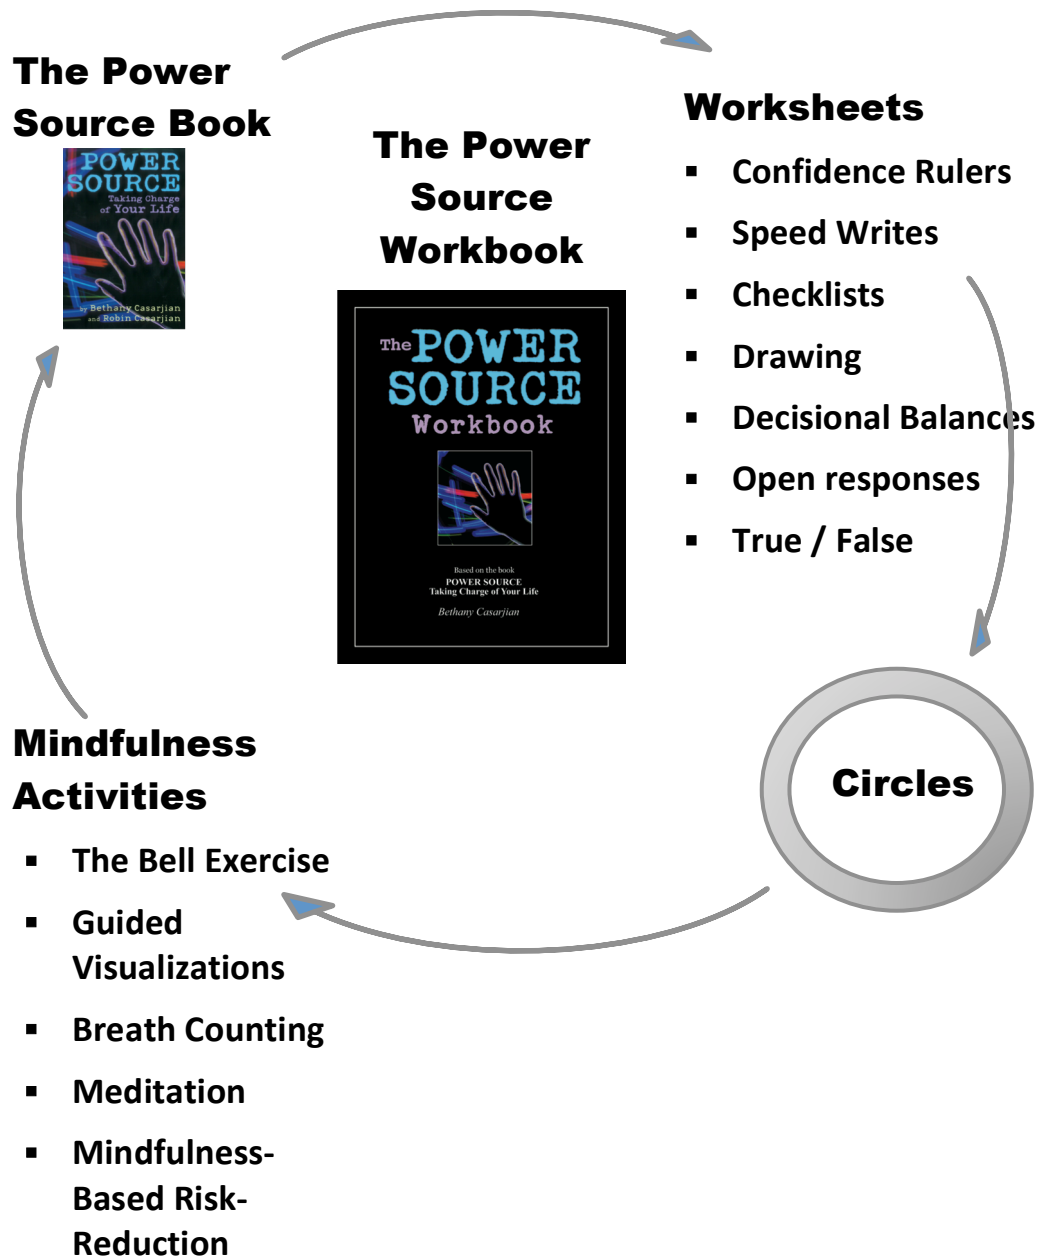 The Power
Source Book
POWER
SOURCE
Taking Charge
of Your Life
by Bethany Casarjian
and Robin Casarjian
The Power
Source
Workbook
The POWER
SOURCE
Workbook
Based on the book
POWER SOURCE
Taking Charge of Your Life
Bethany Casarjian
Worksheets
▪ Confidence Rulers
▪ Speed Writes
▪ Checklists
▪ Drawing
▪ Decisional Balances
▪ Open responses
▪ True / False
Circles
Mindfulness
Activities
▪ The Bell Exercise
▪ Guided
Visualizations
▪ Breath Counting
▪ Meditation
▪ Mindfulness-
Based Risk-
Reduction